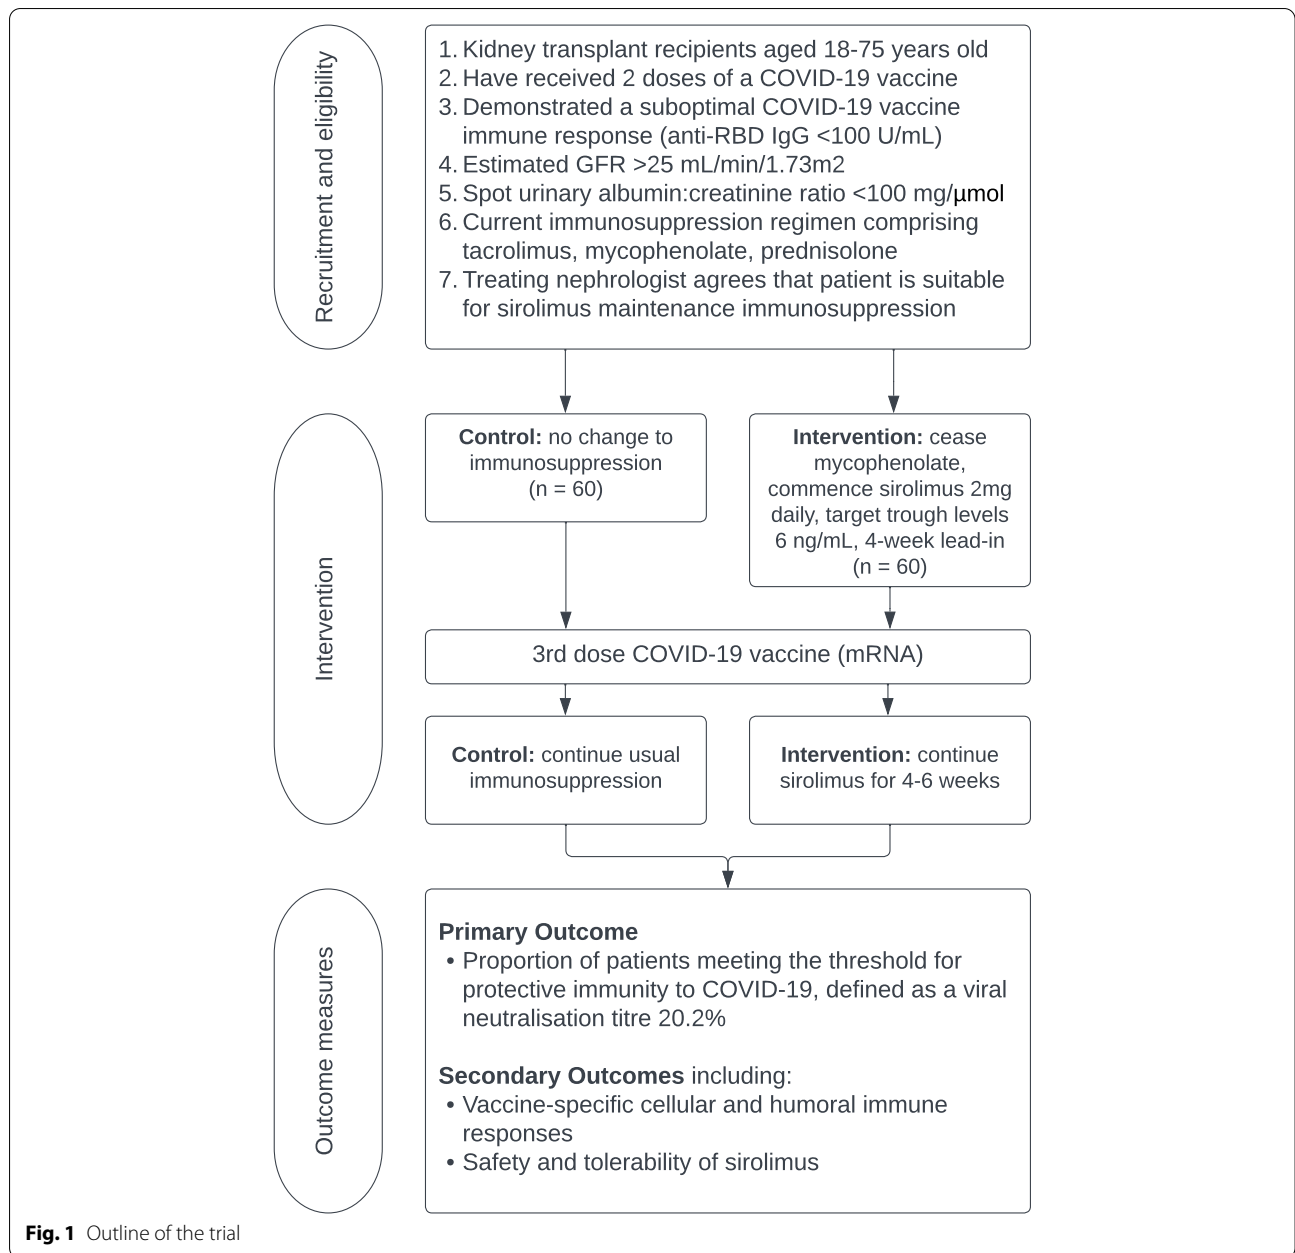 Recruitment and eligibility
1. Kidney transplant recipients aged 18-75 years old
2. Have received 2 doses of a COVID-19 vaccine
3. Demonstrated a suboptimal COVID-19 vaccine
immune response (anti-RBD IgG <100 U/mL)
4. Estimated GFR >25 mL/min/1.73m2
5. Spot urinary albumin:creatinine ratio <100 mg/µmol
6. Current immunosuppression regimen comprising
tacrolimus, mycophenolate, prednisolone
7. Treating nephrologist agrees that patient is suitable
for sirolimus maintenance immunosuppression
Intervention
Control: no change to
immunosuppression
(n = 60)
Intervention: cease
mycophenolate,
commence sirolimus 2mg
daily, target trough levels
6 ng/mL, 4-week lead-in
(n = 60)
3rd dose COVID-19 vaccine (mRNA)
Control: continue usual
immunosuppression
Intervention: continue
sirolimus for 4-6 weeks
Outcome measures
Primary Outcome
• Proportion of patients meeting the threshold for
protective immunity to COVID-19, defined as a viral
neutralisation titre 20.2%
Secondary Outcomes including:
• Vaccine-specific cellular and humoral immune
responses
• Safety and tolerability of sirolimus
Fig. 1 Outline of the trial